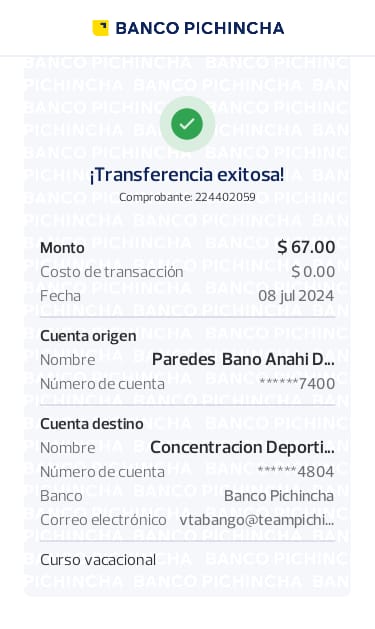 BANCO PICHINCHA
¡Transferencia exitosa!
Comprobante: 224402059
Monto $ 67.00
Costo de transacción $ 0.00
Fecha 08 jul 2024
Cuenta origen
Nombre Paredes Bano Anahi D...
Número de cuenta ******7400
Cuenta destino
Nombre Concentracion Deporti...
Número de cuenta ******4804
Banco Banco Pichincha
Correo electrónico vtabango@teampichi...
Curso vacacional